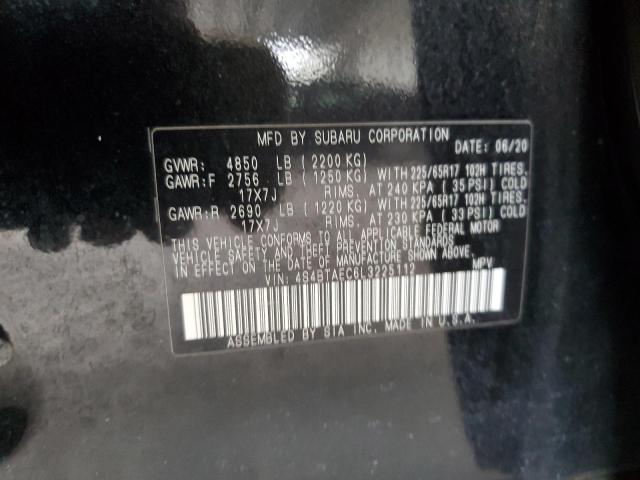 MFD BY SUBARU CORPORATION
DATE: 06/20
GVWR: 4850 LB (2200 KG)
GAWR:F 2756 LB (1250 KG) WITH 225/65R17 102H TIRES,
17X7J RIMS, AT 240 KPA (35 PSI) COLD
GAWR:R 2690 LB (1220 KG) WITH 225/65R17 102H TIRES,
17X7J RIMS, AT 230 KPA (33 PSI) COLD
THIS VEHICLE CONFORMS TO ALL APPLICABLE FEDERAL MOTOR
VEHICLE SAFETY, BUMPER, AND THEFT PREVENTION STANDARDS
IN EFFECT ON THE DATE OF MANUFACTURE SHOWN ABOVE.
VIN: 4S4BTAEC6L3225112 MPV
ASSEMBLED BY SIA INC. MADE IN U.S.A.